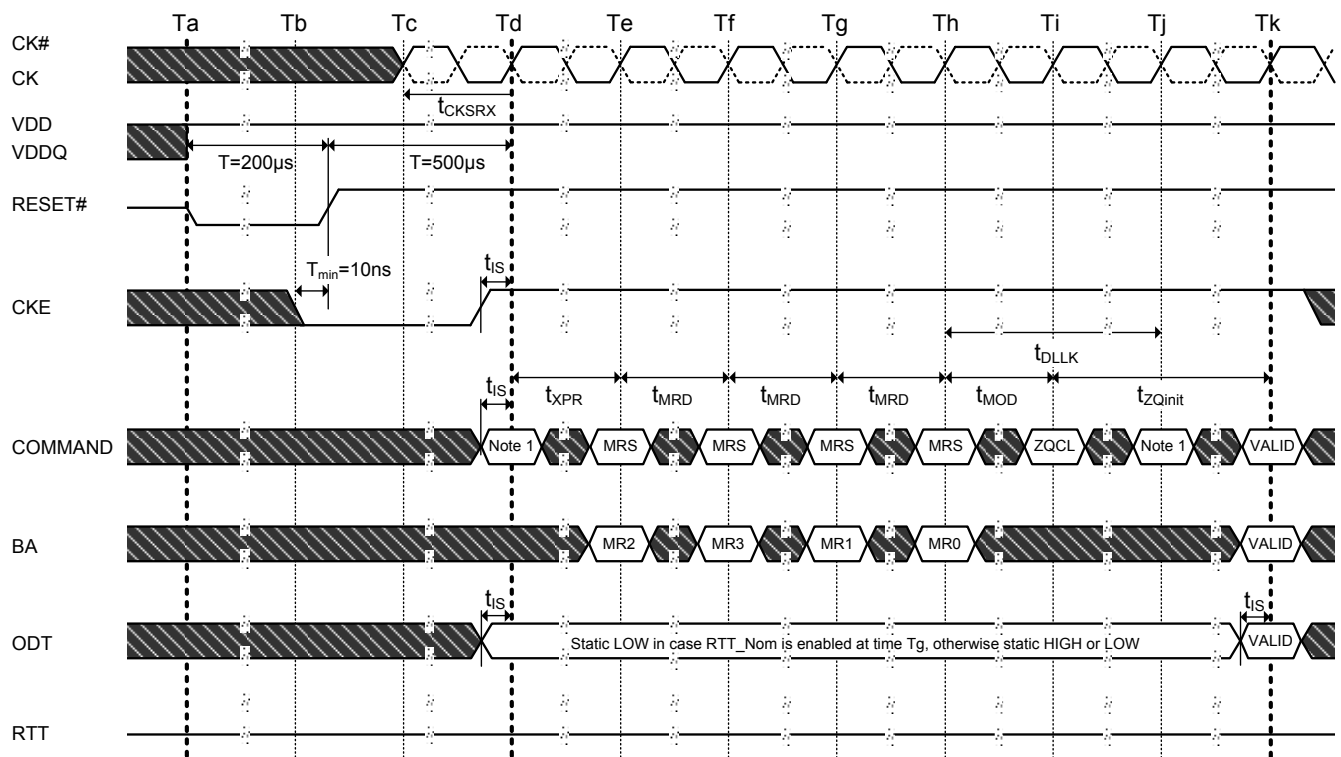 Ta Tb Tc Td Te Tf Tg Th Ti Tj Tk
CK#
CK
tCKSRX
VDD
VDDQ
T=200µs T=500µs
RESET#
Tmin=10ns tIS
CKE
tDLLK
tIS tXPR tMRD tMRD tMRD tMOD tZQinit
COMMAND Note 1 MRS MRS MRS MRS ZQCL Note 1 VALID
BA MR2 MR3 MR1 MR0 VALID
tIS tIS
ODT Static LOW in case RTT_Nom is enabled at time Tg, otherwise static HIGH or LOW VALID
RTT